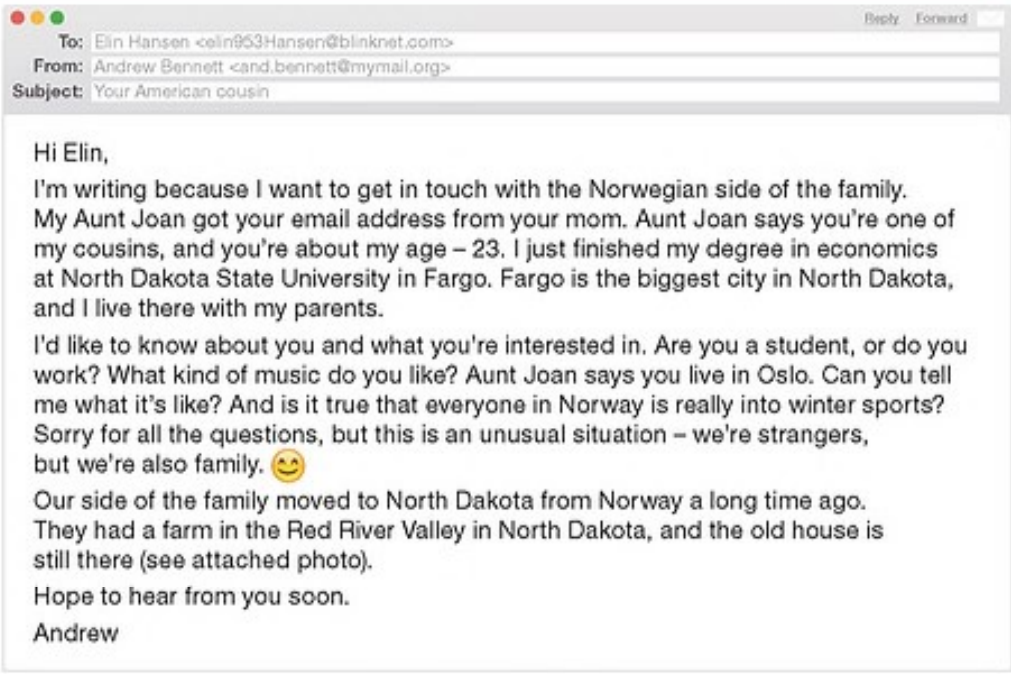 Reply Forward
To: Elin Hansen <elin953Hansen@blinknet.com>
From: Andrew Bennett <and.bennett@mymail.org>
Subject: Your American cousin
Hi Elin,
I'm writing because I want to get in touch with the Norwegian side of the family.
My Aunt Joan got your email address from your mom. Aunt Joan says you're one of
my cousins, and you're about my age – 23. I just finished my degree in economics
at North Dakota State University in Fargo. Fargo is the biggest city in North Dakota,
and I live there with my parents.
I'd like to know about you and what you're interested in. Are you a student, or do you
work? What kind of music do you like? Aunt Joan says you live in Oslo. Can you tell
me what it's like? And is it true that everyone in Norway is really into winter sports?
Sorry for all the questions, but this is an unusual situation – we're strangers,
but we're also family. 😊
Our side of the family moved to North Dakota from Norway a long time ago.
They had a farm in the Red River Valley in North Dakota, and the old house is
still there (see attached photo).
Hope to hear from you soon.
Andrew